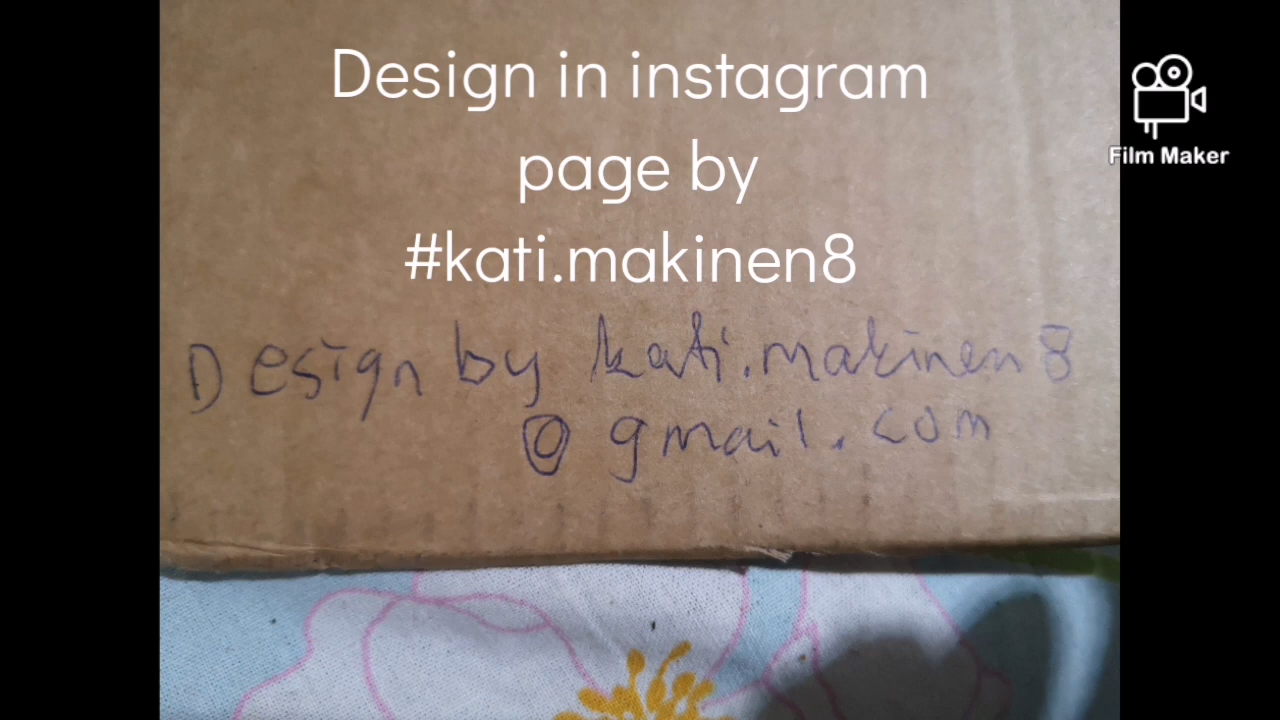 Design in instagram
page by
#kati.makinen8
Film Maker
Design by kati.makinen8
@gmail.com